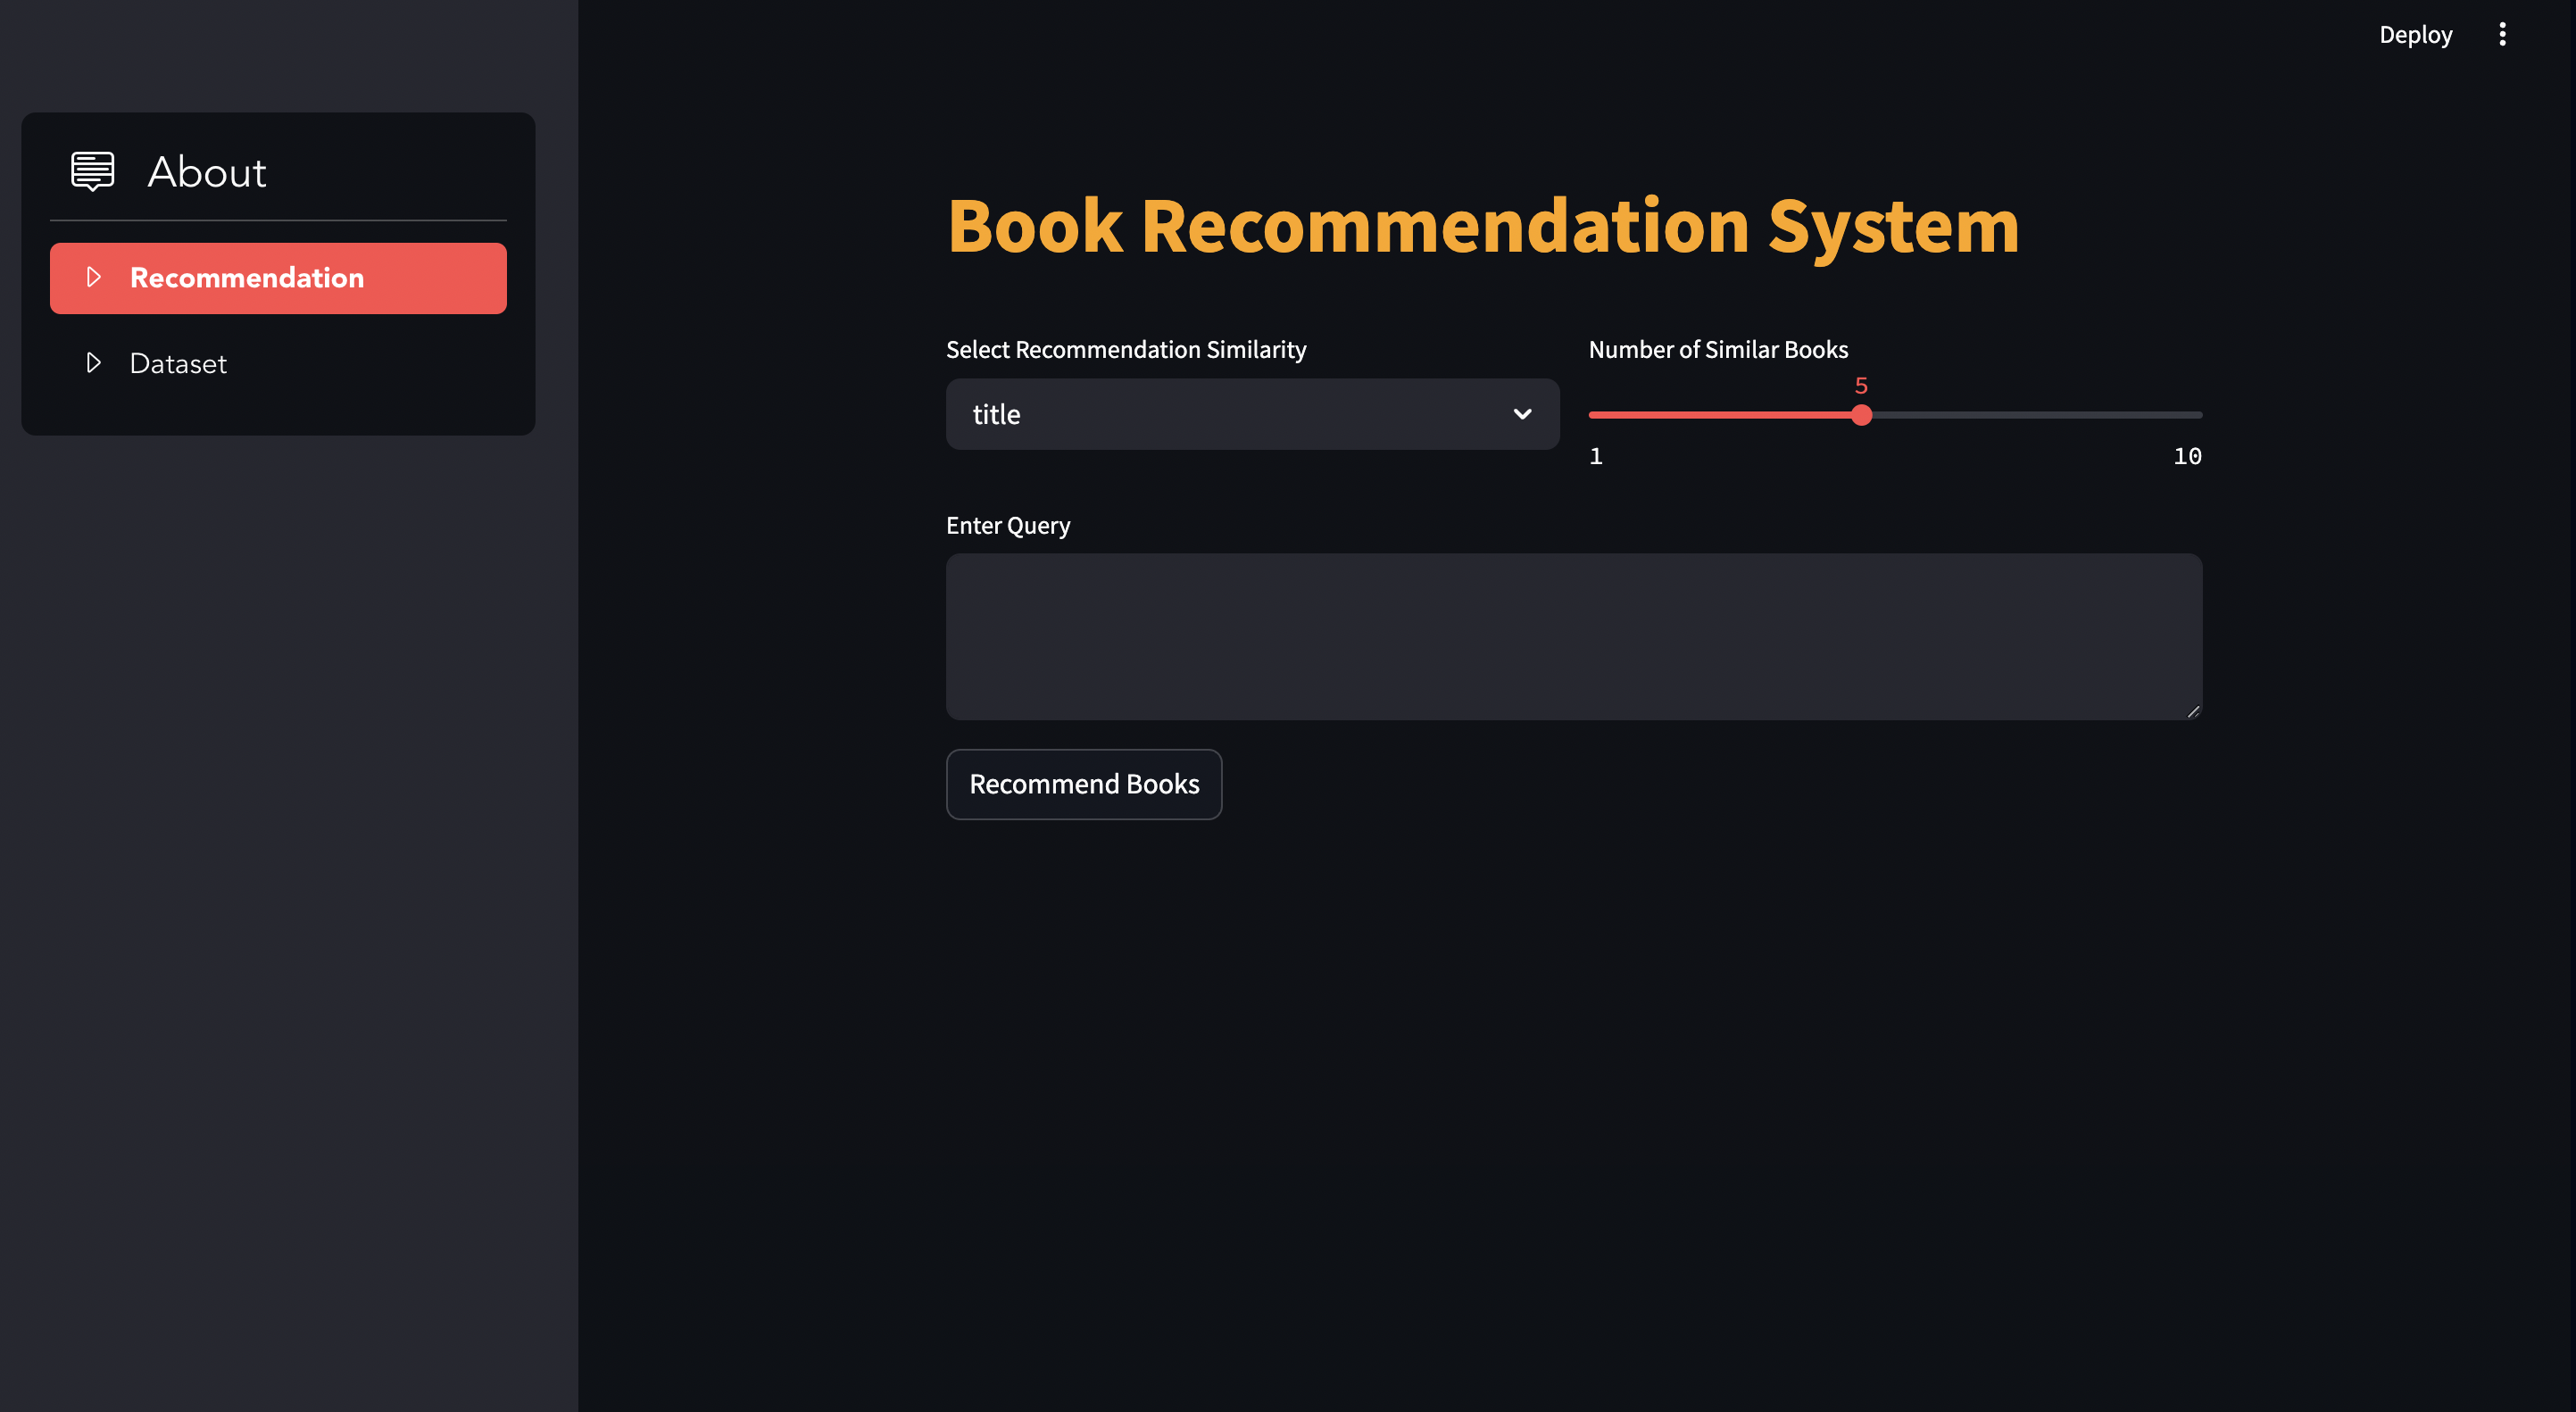 Deploy
About
Recommendation
Dataset
Book Recommendation System
Select Recommendation Similarity
title
Number of Similar Books
5
1
10
Enter Query
Recommend Books